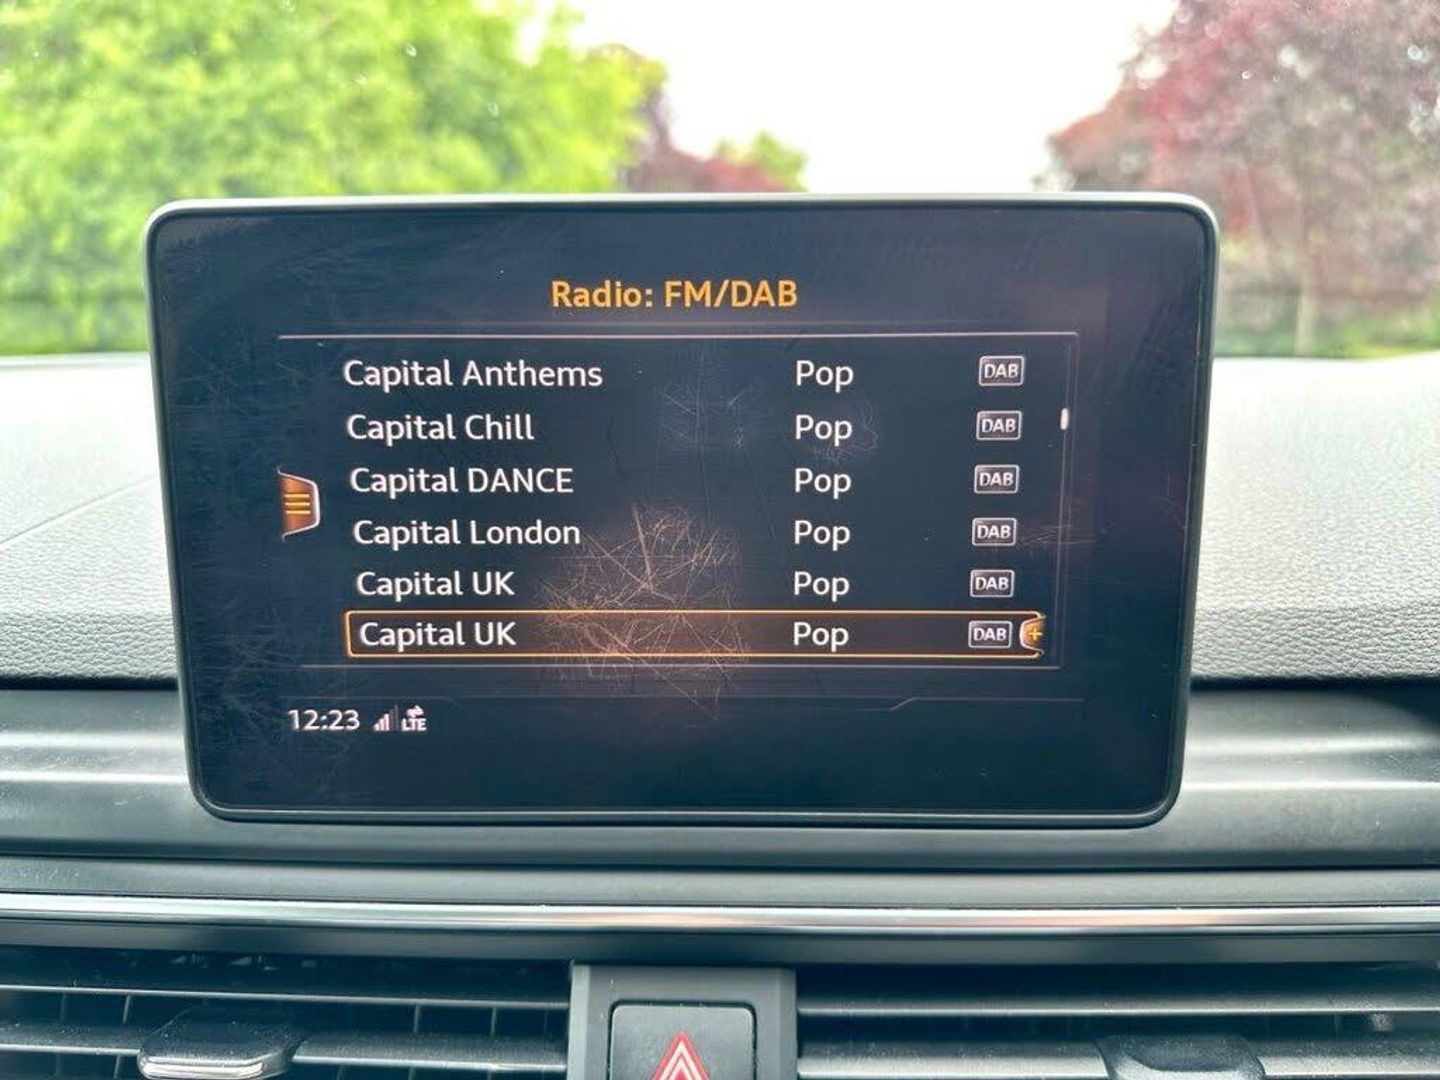 Radio: FM/DAB
Capital Anthems Pop DAB
Capital Chill Pop DAB
Capital DANCE Pop DAB
Capital London Pop DAB
Capital UK Pop DAB
Capital UK Pop DAB +
12:23 LTE